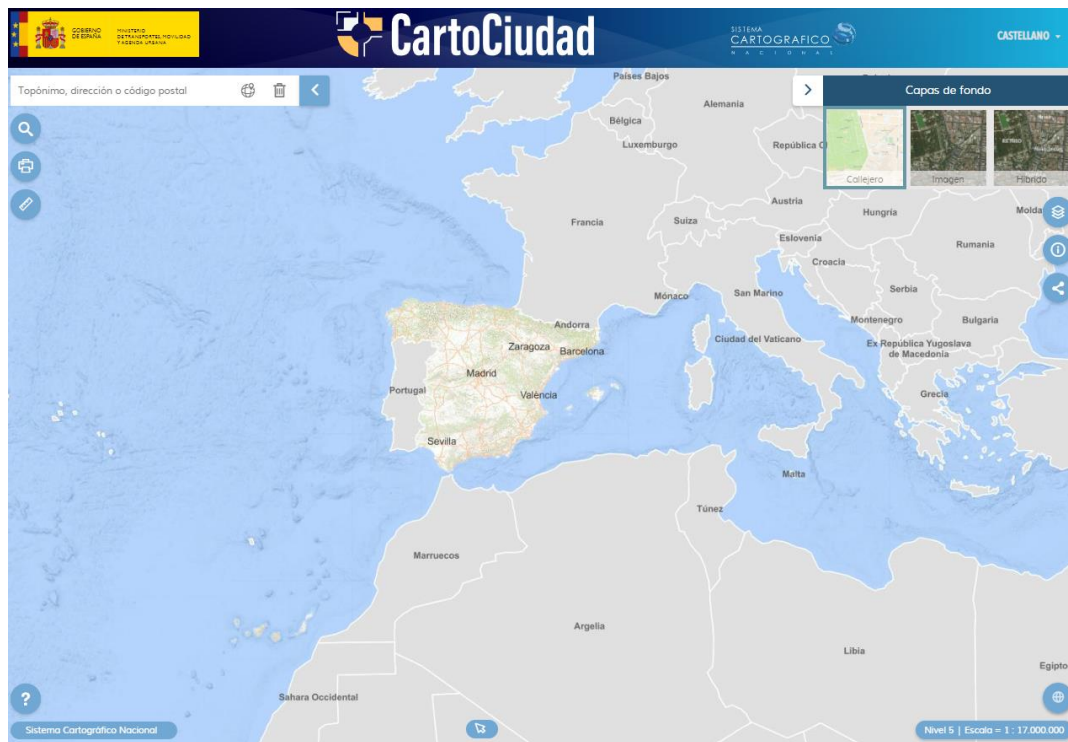 GOBIERNO
DE ESPAÑA
MINISTERIO
DE TRANSPORTES, MOVILIDAD
Y AGENDA URBANA
CartoCiudad
SISTEMA
CARTOGRAFICO
NACIONAL
CASTELLANO
Topónimo, dirección o código postal
Capas de fondo
Callejero
Imagen
Híbrido
Países Bajos
Alemania
Bélgica
Luxemburgo
República
Austria
Hungría
Molda
Francia
Suiza
Eslovenia
Rumania
Croacia
Mónaco
San Marino
Serbia
Montenegro
Bulgaria
Andorra
Ciudad del Vaticano
Ex República Yugoslava
de Macedonia
Zaragoza
Barcelona
Madrid
Portugal
València
Grecia
Sevilla
Malta
Túnez
Marruecos
Argelia
Libia
Egipto
Sahara Occidental
?
Sistema Cartográfico Nacional
Nivel 5 | Escala = 1 : 17.000.000